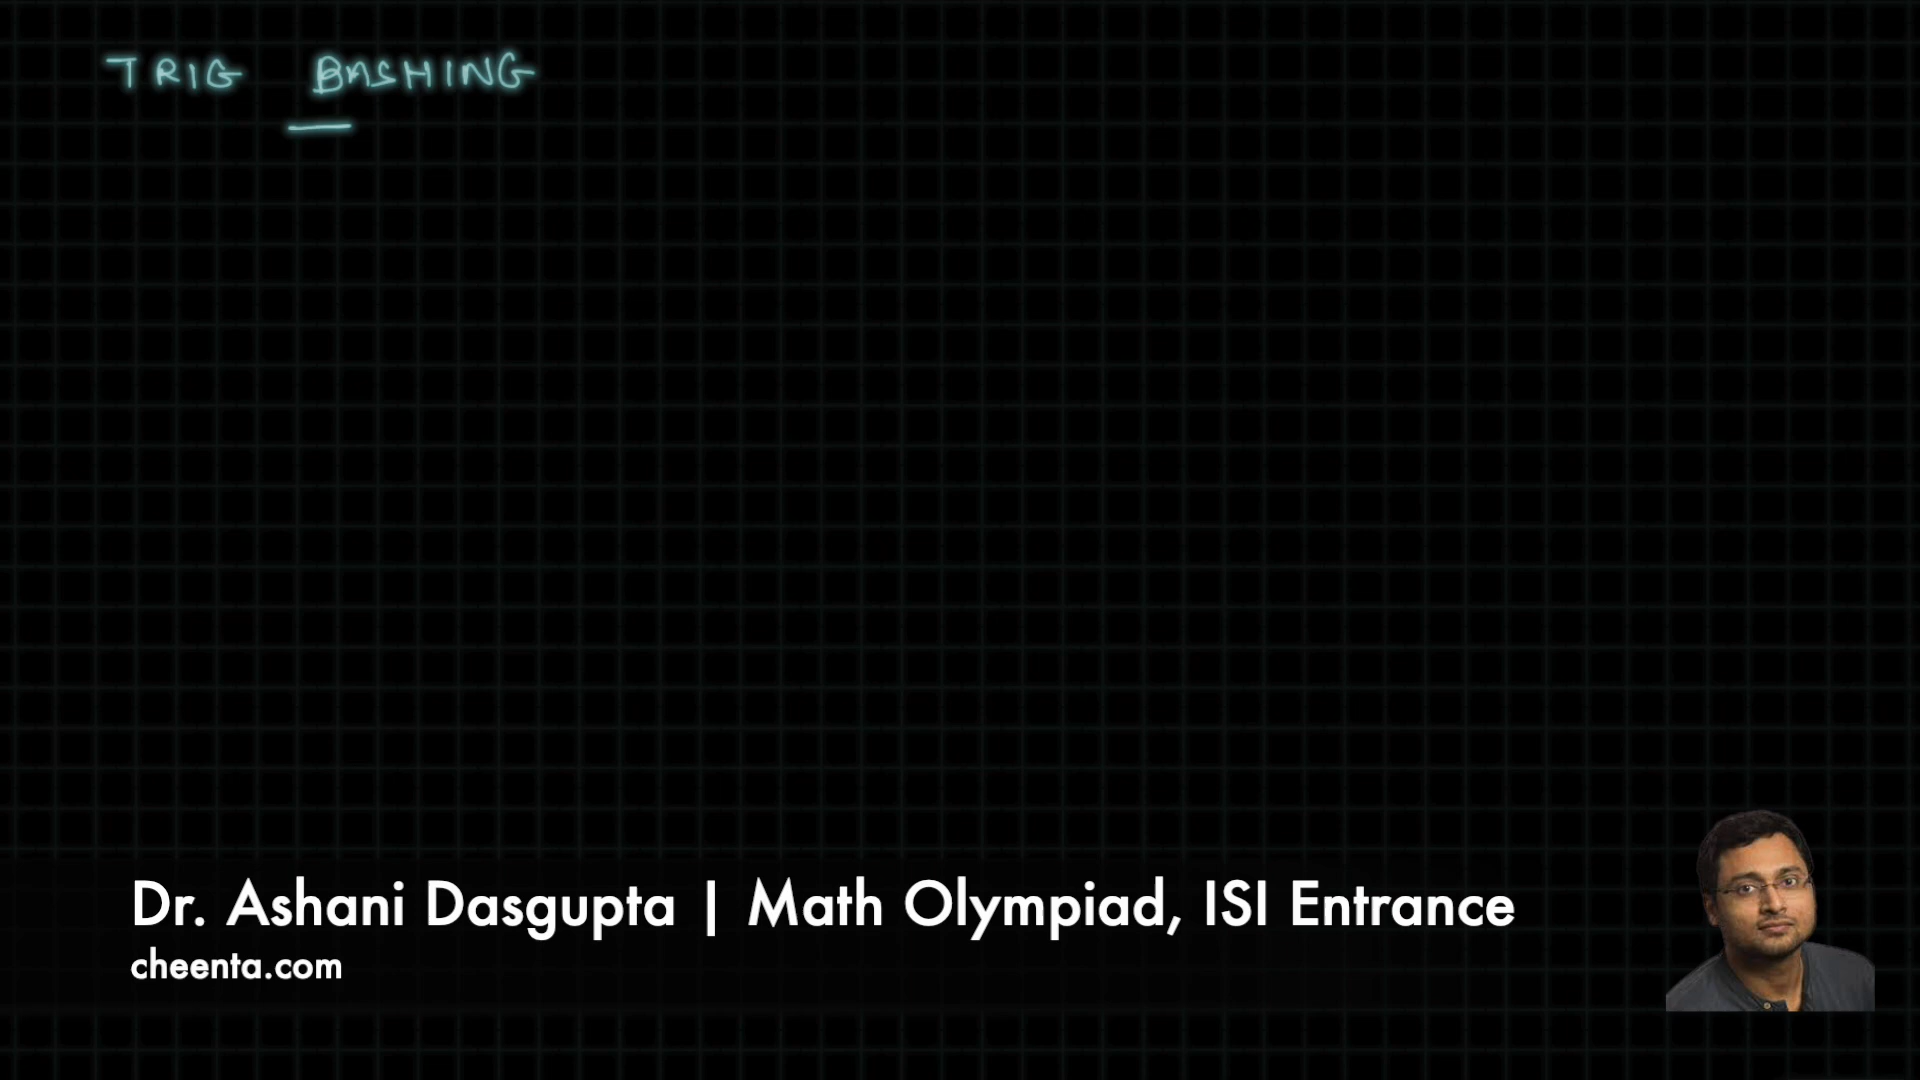 TRIG BASHING
Dr. Ashani Dasgupta | Math Olympiad, ISI Entrance
cheenta.com